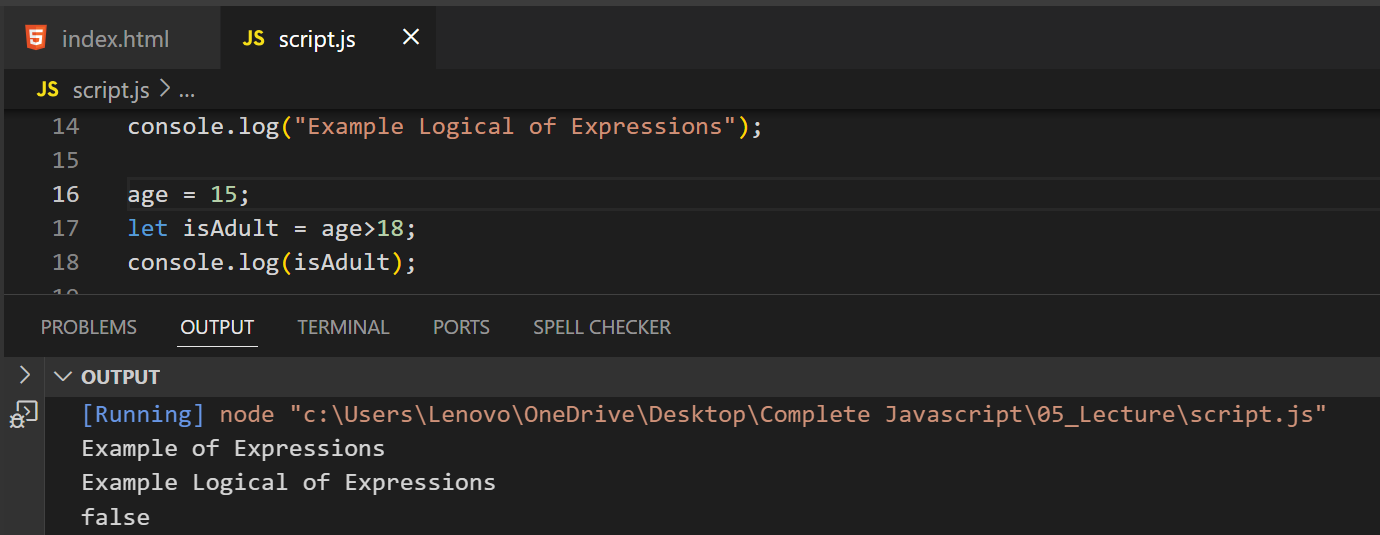 index.html JS script.js ×
JS script.js > ...
14 console.log("Example Logical of Expressions");
15
16 age = 15;
17 let isAdult = age>18;
18 console.log(isAdult);
PROBLEMS OUTPUT TERMINAL PORTS SPELL CHECKER
OUTPUT
[Running] node "c:\Users\Lenovo\OneDrive\Desktop\Complete Javascript\05_Lecture\script.js"
Example of Expressions
Example Logical of Expressions
false